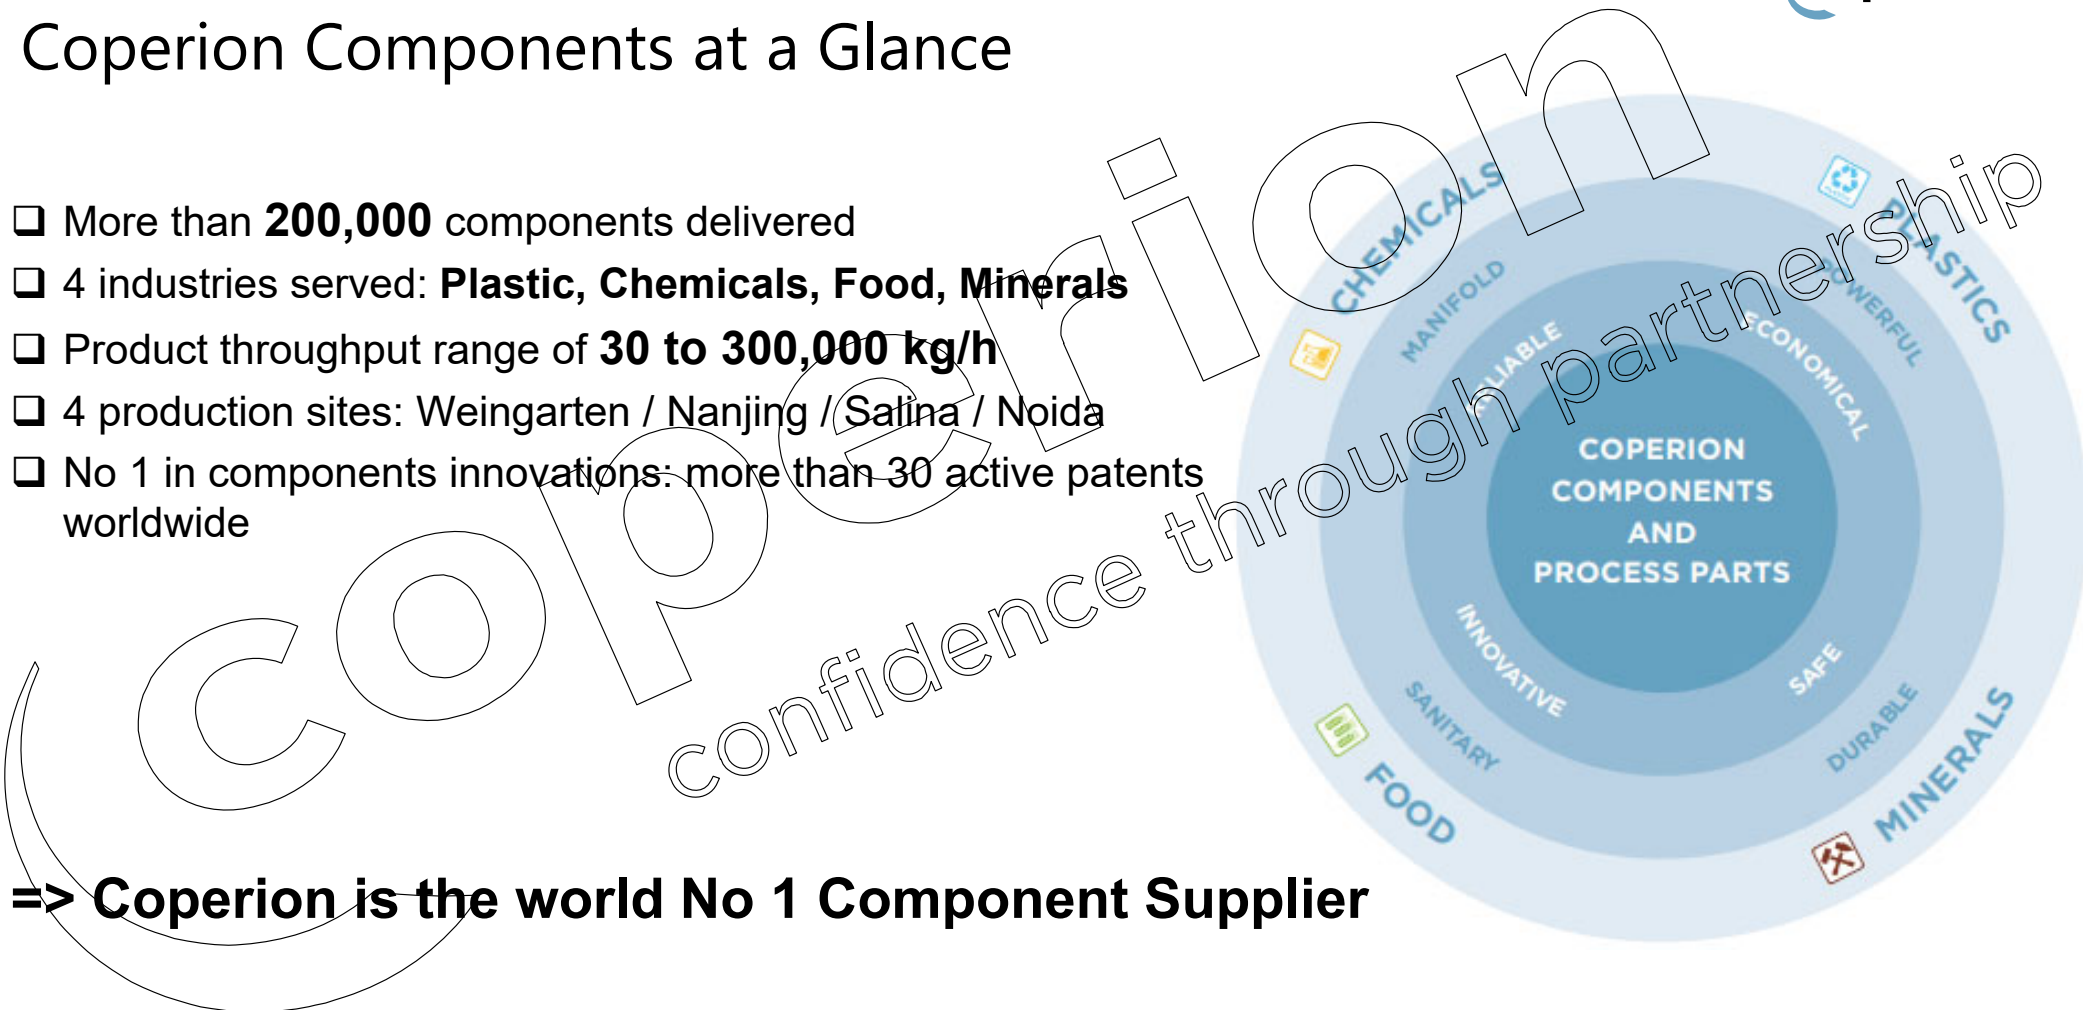 Coperion Components at a Glance
More than 200,000 components delivered
4 industries served: Plastic, Chemicals, Food, Minerals
Product throughput range of 30 to 300,000 kg/h
4 production sites: Weingarten / Nanjing / Salina / Noida
No 1 in components innovations: more than 30 active patents
worldwide
=> Coperion is the world No 1 Component Supplier
coperion
confidence through partnership
CHEMICALS
PLASTICS
MANIFOLD
POWERFUL
RELIABLE
ECONOMICAL
COPERION
COMPONENTS
AND
PROCESS PARTS
INNOVATIVE
SAFE
SANITARY
DURABLE
FOOD
MINERALS